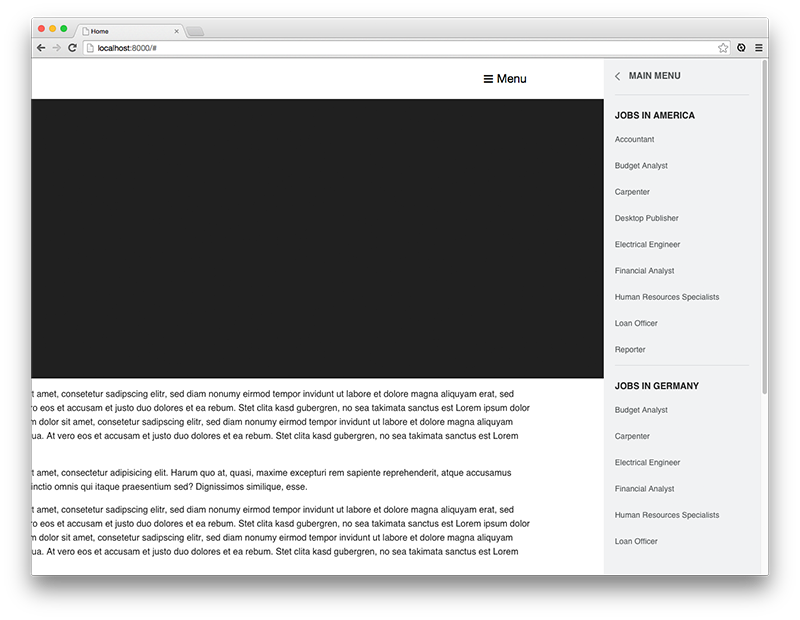 Home
localhost:8000/#
Menu
t amet, consetetur sadipscing elitr, sed diam nonumy eirmod tempor invidunt ut labore et dolore magna aliquyam erat, sed
o eos et accusam et justo duo dolores et ea rebum. Stet clita kasd gubergren, no sea takimata sanctus est Lorem ipsum dolor
m dolor sit amet, consetetur sadipscing elitr, sed diam nonumy eirmod tempor invidunt ut labore et dolore magna aliquyam
ua. At vero eos et accusam et justo duo dolores et ea rebum. Stet clita kasd gubergren, no sea takimata sanctus est Lorem
t amet, consectetur adipisicing elit. Harum quo at, quasi, maxime excepturi rem sapiente reprehenderit, atque accusamus
inctio omnis qui itaque praesentium sed? Dignissimos similique, esse.
t amet, consetetur sadipscing elitr, sed diam nonumy eirmod tempor invidunt ut labore et dolore magna aliquyam erat, sed
o eos et accusam et justo duo dolores et ea rebum. Stet clita kasd gubergren, no sea takimata sanctus est Lorem ipsum dolor
m dolor sit amet, consetetur sadipscing elitr, sed diam nonumy eirmod tempor invidunt ut labore et dolore magna aliquyam
ua. At vero eos et accusam et justo duo dolores et ea rebum. Stet clita kasd gubergren, no sea takimata sanctus est Lorem
MAIN MENU
JOBS IN AMERICA
Accountant
Budget Analyst
Carpenter
Desktop Publisher
Electrical Engineer
Financial Analyst
Human Resources Specialists
Loan Officer
Reporter
JOBS IN GERMANY
Budget Analyst
Carpenter
Electrical Engineer
Financial Analyst
Human Resources Specialists
Loan Officer